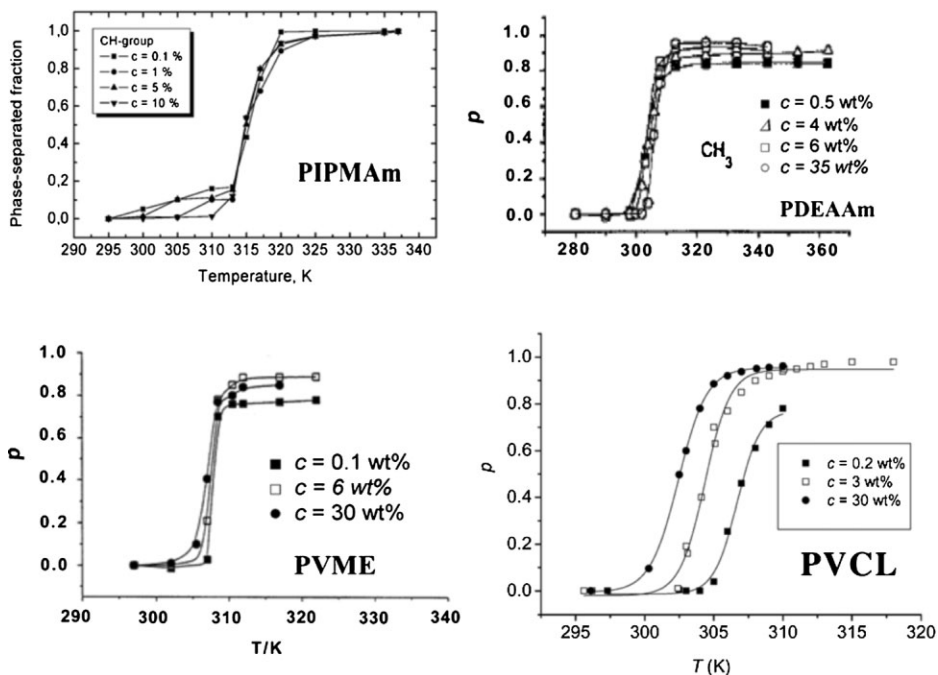 Phase-separated fraction
1,0
0,8
0,6
0,4
0,2
0,0
CH-group
c = 0.1 %
c = 1 %
c = 5 %
c = 10 %
PIPMAm
290 295 300 305 310 315 320 325 330 335 340
Temperature, K
p
1.0
0.8
0.6
0.4
0.2
0.0
c = 0.5 wt%
c = 4 wt%
c = 6 wt%
c = 35 wt%
CH3
PDEAAm
280 300 320 340 360
p
1.0
0.8
0.6
0.4
0.2
0.0
c = 0.1 wt%
c = 6 wt%
c = 30 wt%
PVME
290 300 310 320 330
T/K
p
1.0
0.8
0.6
0.4
0.2
0.0
c = 0.2 wt%
c = 3 wt%
c = 30 wt%
PVCL
295 300 305 310 315 320
T (K)